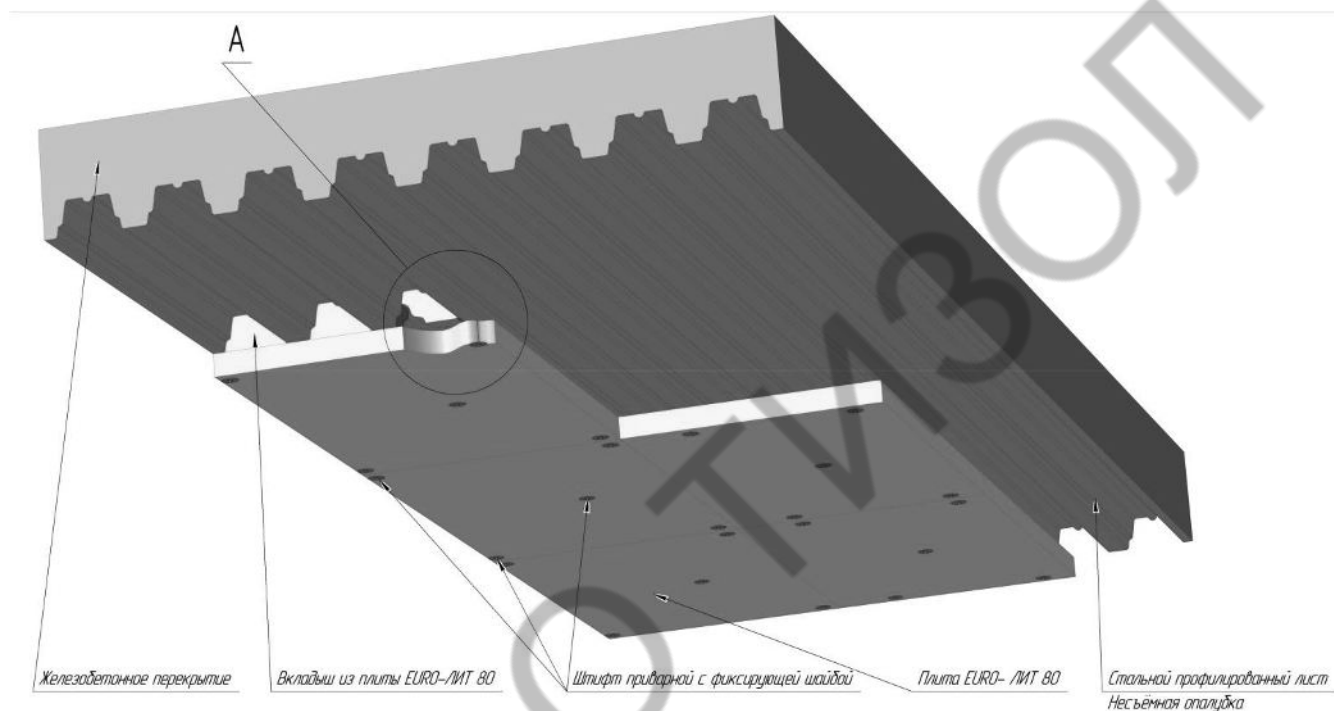 А
Железобетонное перекрытие
Вкладыш из плиты EURO-ЛИТ 80
Штифт приварной с фиксирующей шайбой
Плита EURO- ЛИТ 80
Стальной профилированный лист
Несъёмная опалубка
О ТИЗОЛ